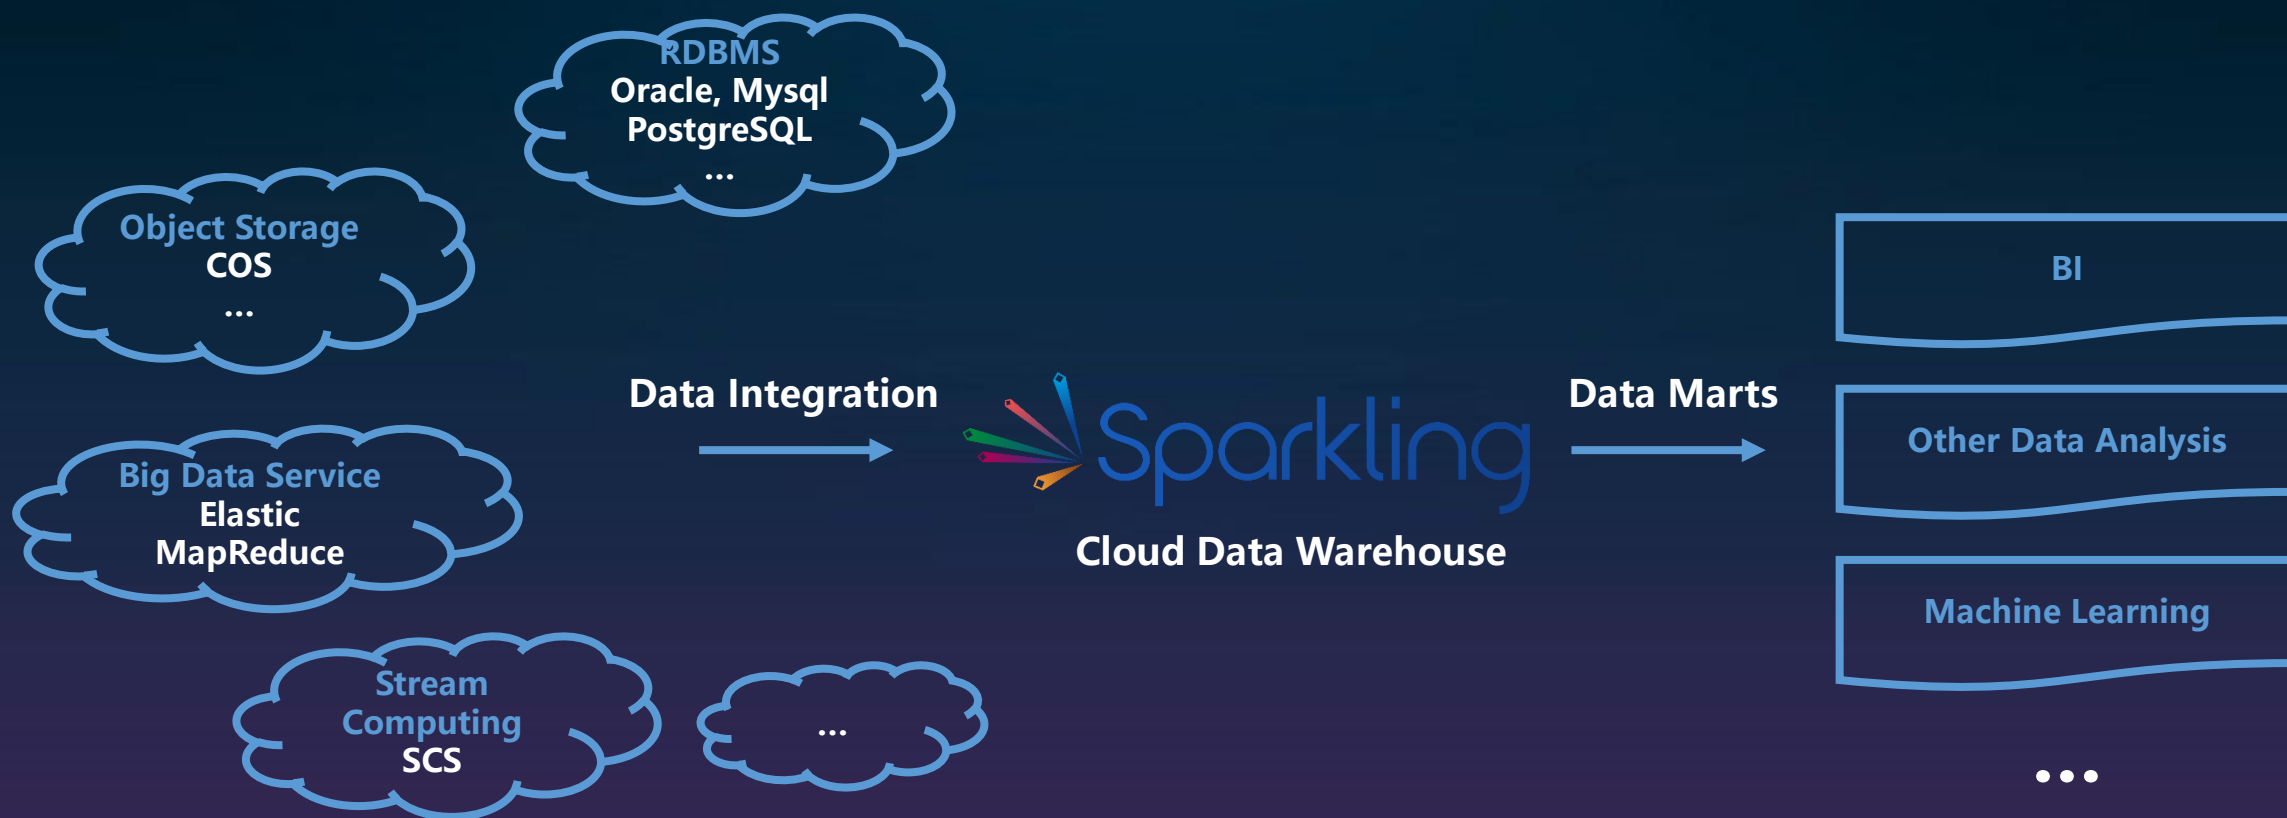 RDBMS
Oracle, Mysql
PostgreSQL
...
Object Storage
COS
...
Big Data Service
Elastic
MapReduce
Stream
Computing
SCS
...
Data Integration
Sparkling
Cloud Data Warehouse
Data Marts
BI
Other Data Analysis
Machine Learning
...